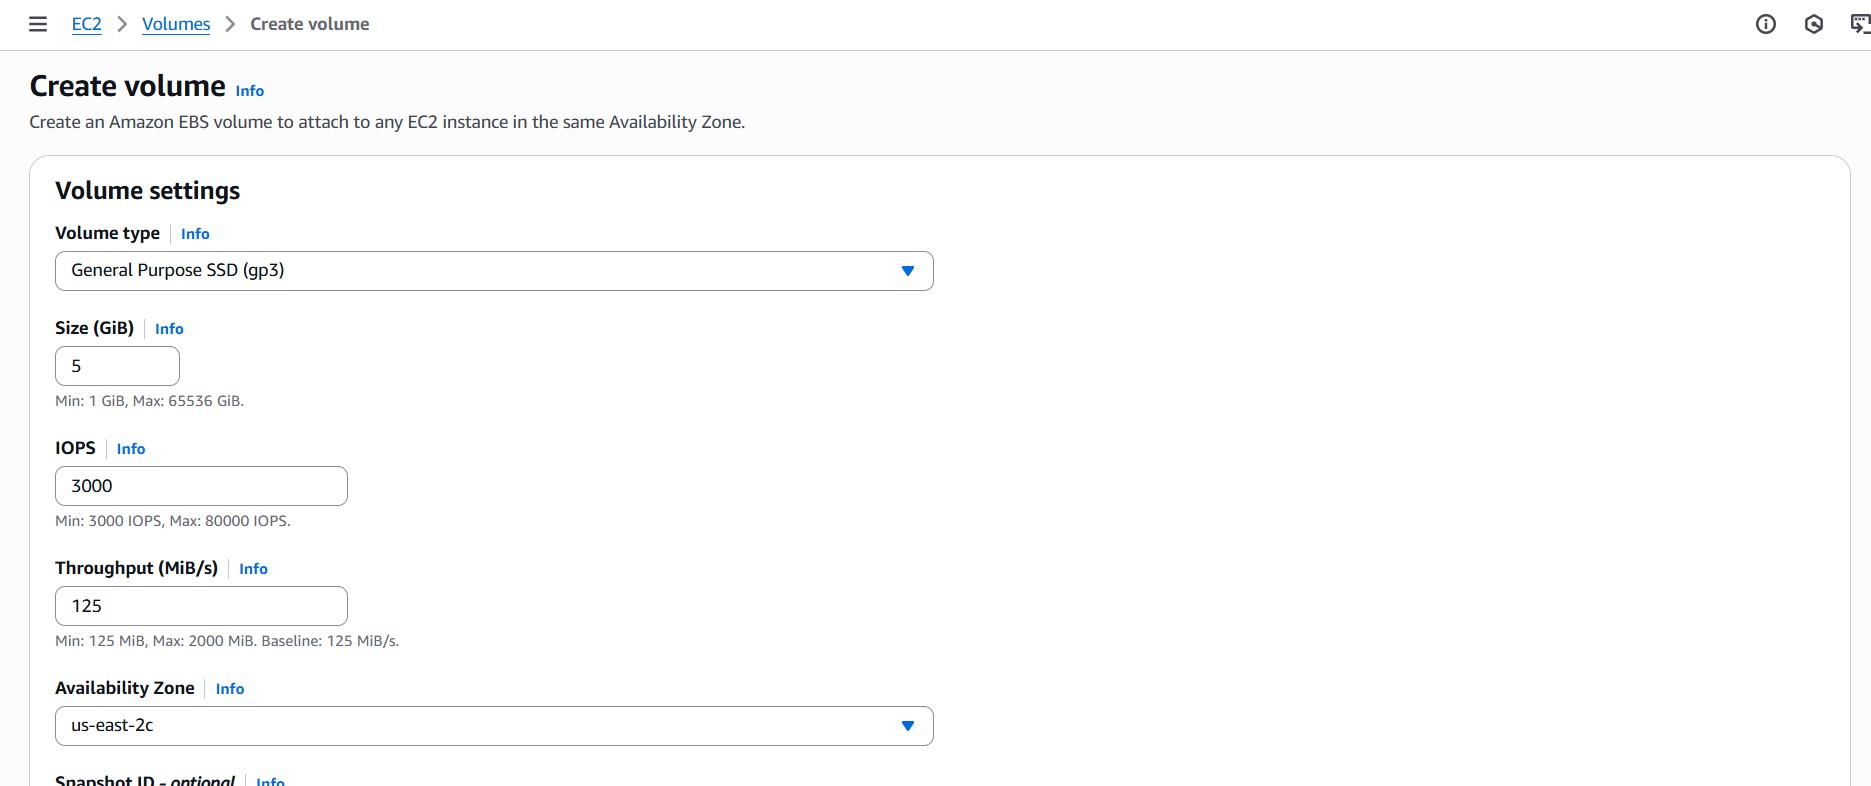 EC2 > Volumes > Create volume
Create volume Info
Create an Amazon EBS volume to attach to any EC2 instance in the same Availability Zone.
Volume settings
Volume type Info
General Purpose SSD (gp3)
Size (GiB) Info
5
Min: 1 GiB, Max: 65536 GiB.
IOPS Info
3000
Min: 3000 IOPS, Max: 80000 IOPS.
Throughput (MiB/s) Info
125
Min: 125 MiB, Max: 2000 MiB. Baseline: 125 MiB/s.
Availability Zone Info
us-east-2c
Snapshot ID - optional Info